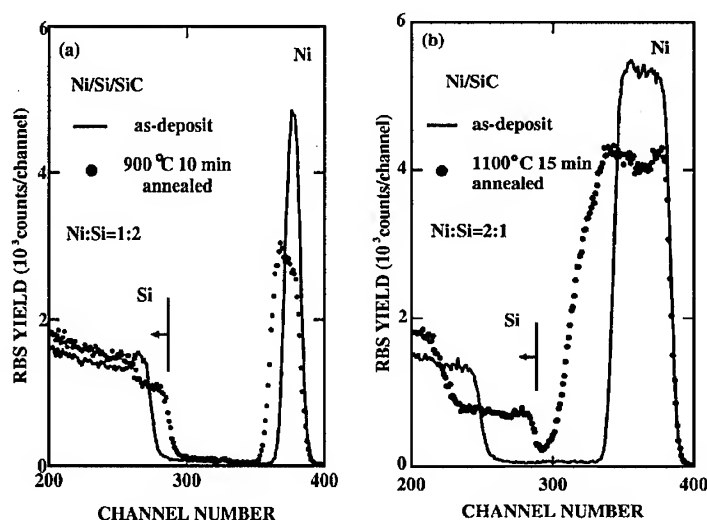 (a)
Ni
Ni/Si/SiC
as-deposit
900 °C 10 min
annealed
Ni:Si=1:2
Si
6
4
2
0
200
300
400
RBS YIELD (10³counts/channel)
CHANNEL NUMBER
(b)
Ni
Ni/SiC
as-deposit
1100°C 15 min
annealed
Ni:Si=2:1
Si
6
4
2
0
200
300
400
RBS YIELD (10³counts/channel)
CHANNEL NUMBER